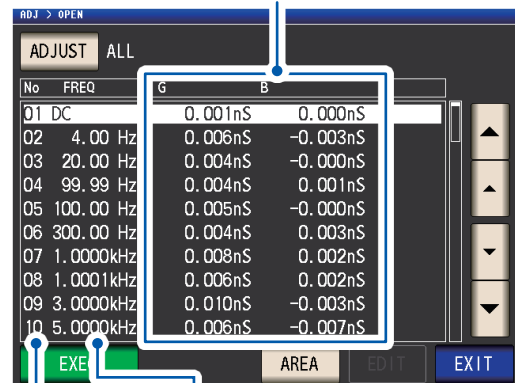 ADJ > OPEN
ADJUST ALL
No FREQ G B
01 DC 0.001nS 0.000nS
02 4.00 Hz 0.006nS -0.003nS
03 20.00 Hz 0.004nS -0.000nS
04 99.99 Hz 0.004nS 0.001nS
05 100.00 Hz 0.005nS -0.000nS
06 300.00 Hz 0.004nS 0.003nS
07 1.0000kHz 0.008nS 0.002nS
08 1.0001kHz 0.006nS 0.002nS
09 3.0000kHz 0.010nS -0.003nS
10 5.0000kHz 0.006nS -0.007nS
AREA EDIT EXIT